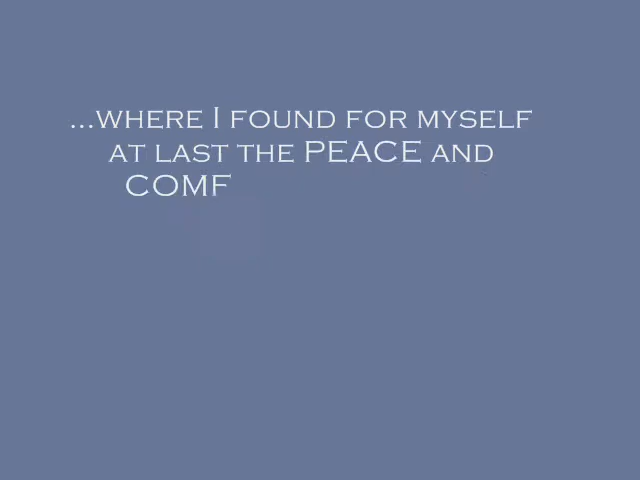 ...WHERE I FOUND FOR MYSELF
AT LAST THE PEACE AND
COMF